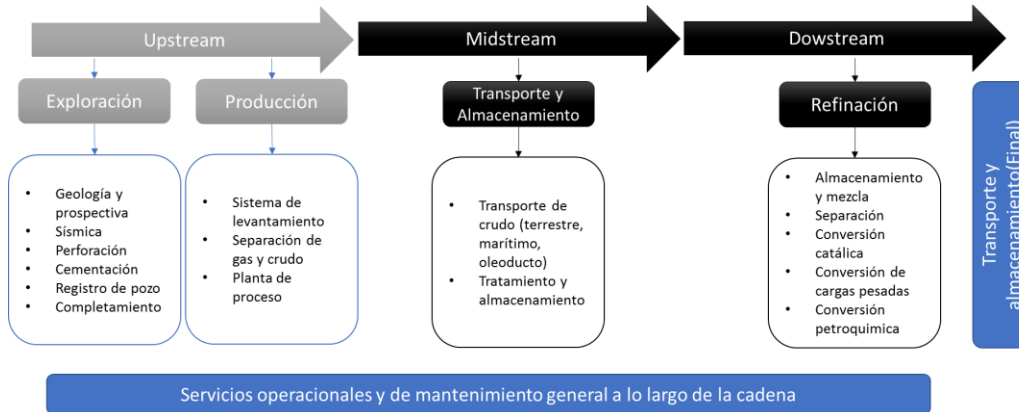 Upstream
Midstream
Dowstream
Exploración
Producción
Transporte y
Almacenamiento
Refinación
• Geología y
prospectiva
• Sísmica
• Perforación
• Cementación
• Registro de pozo
• Completamiento
• Sistema de
levantamiento
• Separación de
gas y crudo
• Planta de
proceso
• Transporte de
crudo (terrestre,
marítimo,
oleoducto)
• Tratamiento y
almacenamiento
• Almacenamiento
y mezcla
• Separación
• Conversión
catálica
• Conversión de
cargas pesadas
• Conversión
petroquimica
Transporte y
almacenamiento(Final)
Servicios operacionales y de mantenimiento general a lo largo de la cadena